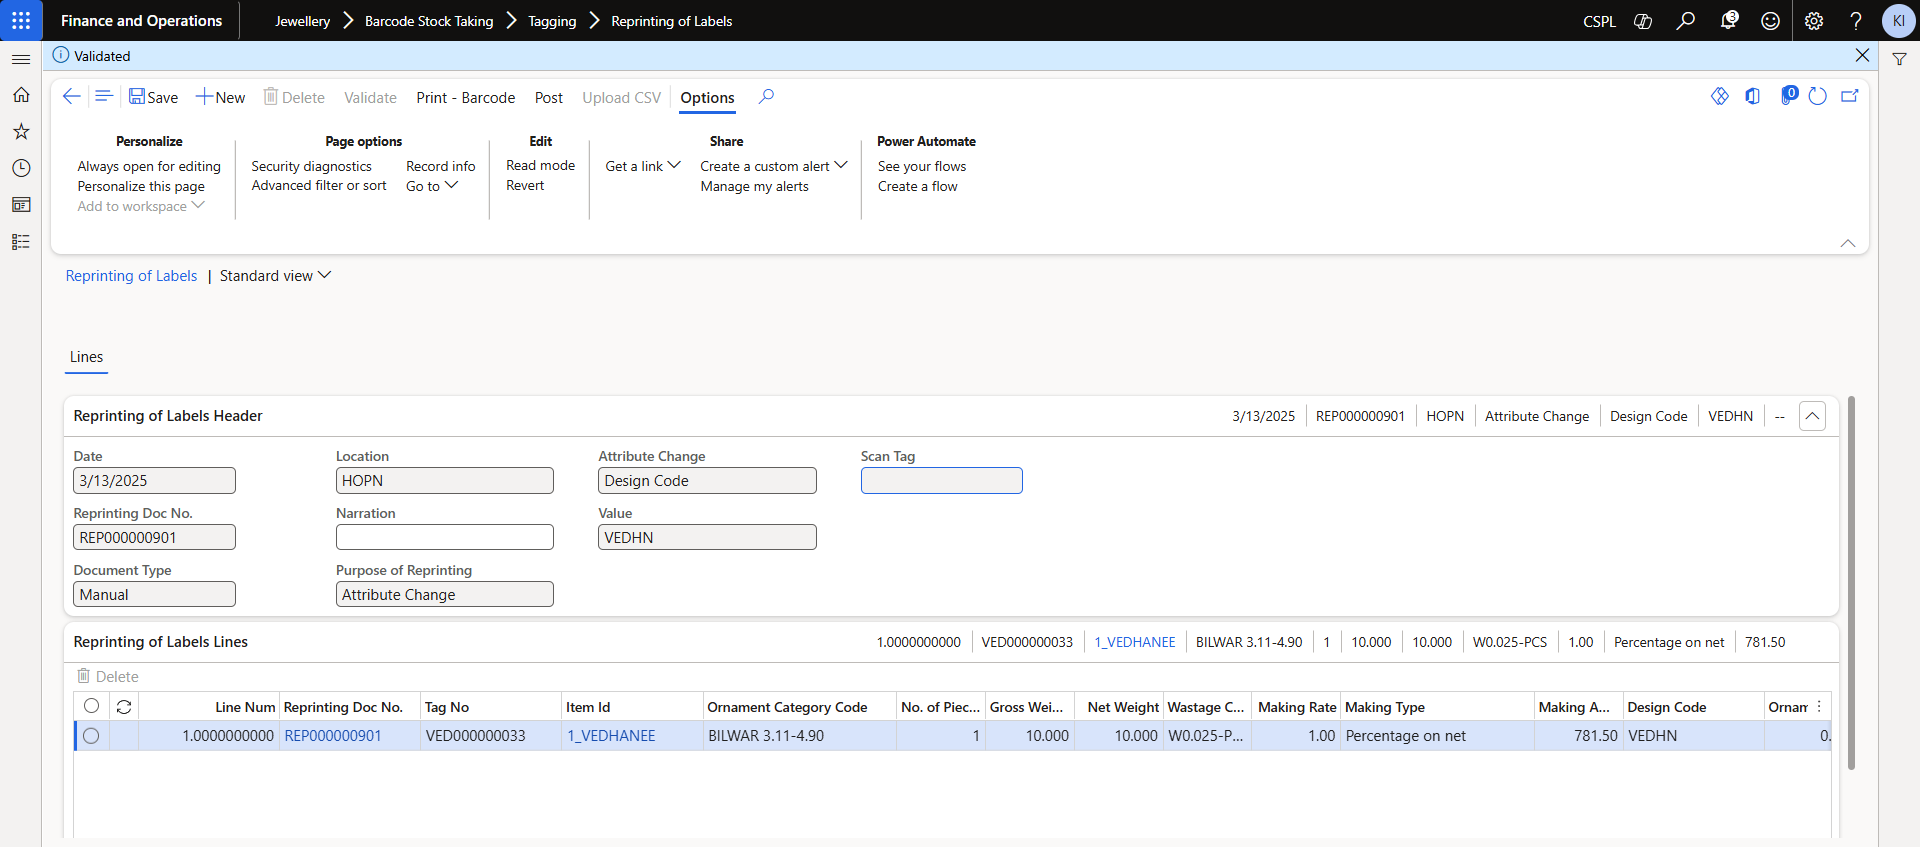 Finance and Operations Jewellery Barcode Stock Taking Tagging Reprinting of Labels CSPL 3 KI
Validated
Save New Delete Validate Print - Barcode Post Upload CSV Options 0
Personalize Page options Edit Share Power Automate
Always open for editing Security diagnostics Record info Read mode Get a link Create a custom alert See your flows
Personalize this page Advanced filter or sort Go to Revert Manage my alerts Create a flow
Add to workspace
Reprinting of Labels | Standard view
Lines
Reprinting of Labels Header 3/13/2025 REP000000901 HOPN Attribute Change Design Code VEDHN --
Date Location Attribute Change Scan Tag
3/13/2025 HOPN Design Code
Reprinting Doc No. Narration Value
REP000000901 VEDHN
Document Type Purpose of Reprinting
Manual Attribute Change
Reprinting of Labels Lines 1.0000000000 VED000000033 1_VEDHANEE BILWAR 3.11-4.90 1 10.000 10.000 W0.025-PCS 1.00 Percentage on net 781.50
Delete
Line Num Reprinting Doc No. Tag No Item Id Ornament Category Code No. of Piec... Gross Wei... Net Weight Wastage C... Making Rate Making Type Making A... Design Code Ornam
1.0000000000 REP000000901 VED000000033 1_VEDHANEE BILWAR 3.11-4.90 1 10.000 10.000 W0.025-P... 1.00 Percentage on net 781.50 VEDHN 0.